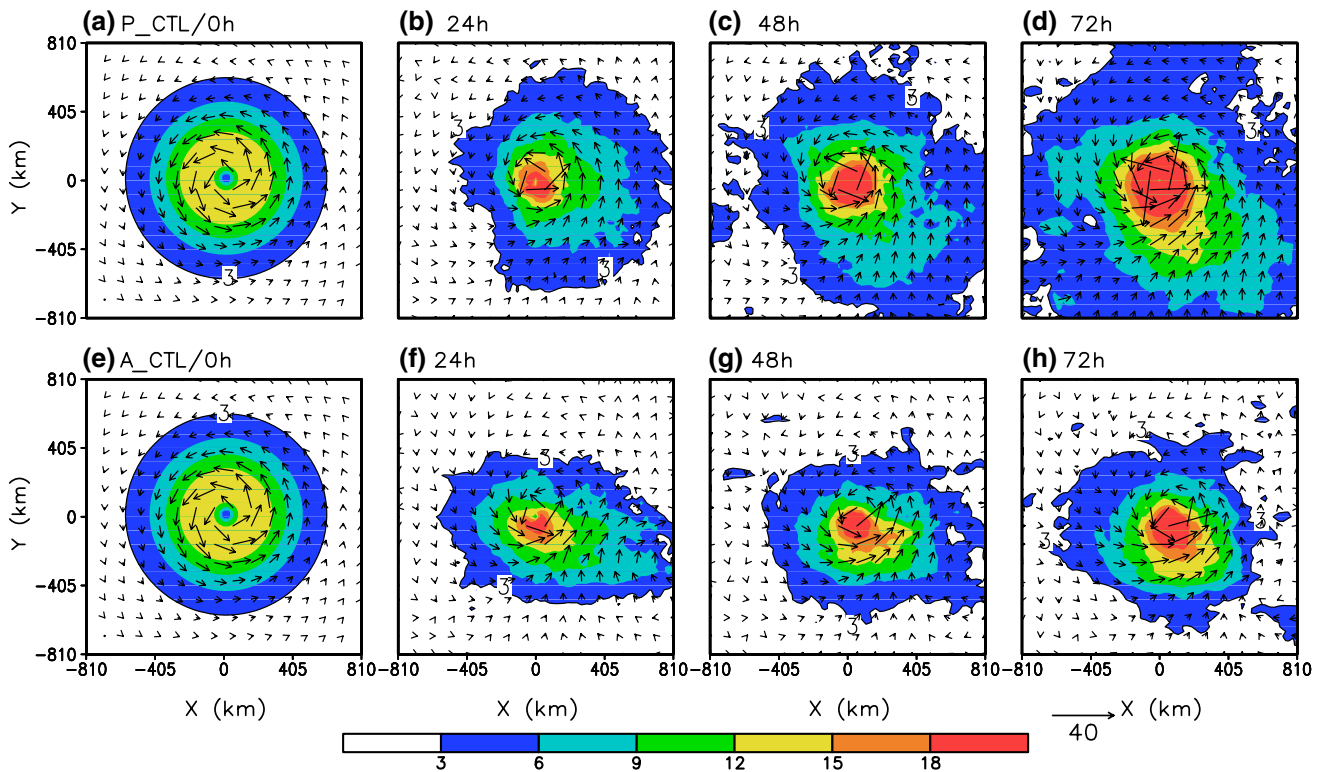 (a) P_CTL/0h (b) 24h (c) 48h (d) 72h
810
405
0
−405
−810
Y (km)
3 3 3 3 3 3 3 3
(e) A_CTL/0h (f) 24h (g) 48h (h) 72h
810
405
0
−405
−810
Y (km)
3 3 3 3 3 3 3 3
−810 −405 0 405 810 −405 0 405 810 −405 0 405 810 −405 0 405 810
X (km) X (km) X (km) X (km)
40
3 6 9 12 15 18